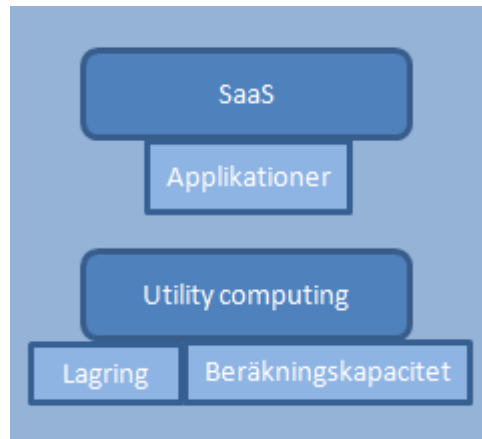 SaaS
Applikationer
Utility computing
Lagring
Beräkningskapacitet